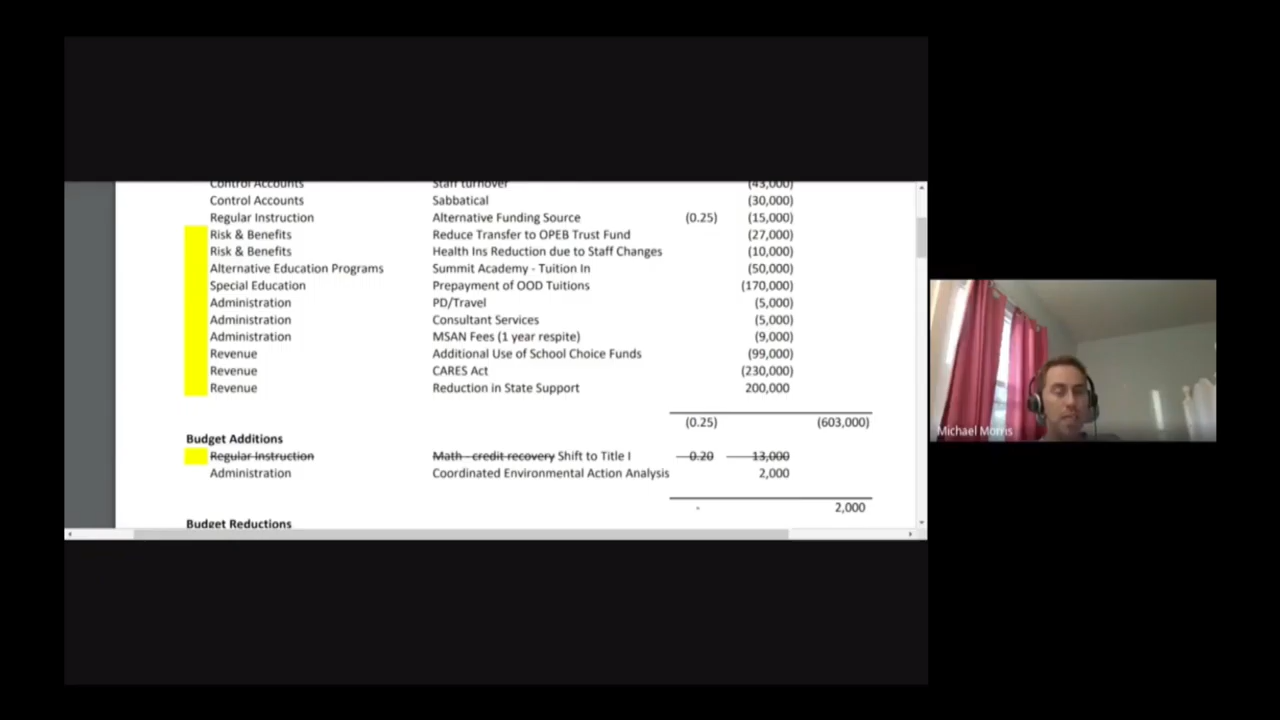 Control Accounts Staff turnover (43,000)
Control Accounts Sabbatical (30,000)
Regular Instruction Alternative Funding Source (0.25) (15,000)
Risk & Benefits Reduce Transfer to OPEB Trust Fund (27,000)
Risk & Benefits Health Ins Reduction due to Staff Changes (10,000)
Alternative Education Programs Summit Academy - Tuition In (50,000)
Special Education Prepayment of OOD Tuitions (170,000)
Administration PD/Travel (5,000)
Administration Consultant Services (5,000)
Administration MSAN Fees (1 year respite) (9,000)
Revenue Additional Use of School Choice Funds (99,000)
Revenue CARES Act (230,000)
Revenue Reduction in State Support 200,000
(0.25) (603,000)
Budget Additions
Regular Instruction Math - credit recovery Shift to Title I 0.20 13,000
Administration Coordinated Environmental Action Analysis 2,000
- 2,000
Budget Reductions
Michael Morris